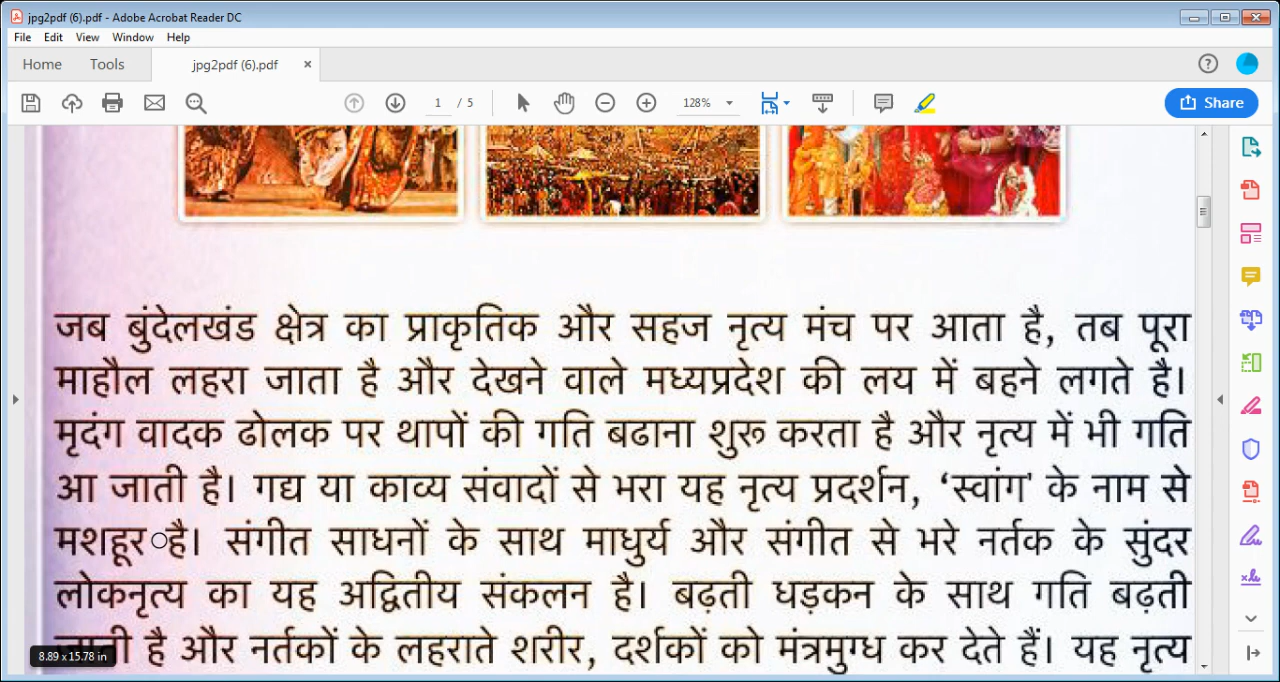 jpg2pdf (6).pdf - Adobe Acrobat Reader DC
File Edit View Window Help
Home Tools jpg2pdf (6).pdf ×
1 / 5 128% Share
जब बुंदेलखंड क्षेत्र का प्राकृतिक और सहज नृत्य मंच पर आता है, तब पूरा
माहौल लहरा जाता है और देखने वाले मध्यप्रदेश की लय में बहने लगते है।
मृदंग वादक ढोलक पर थापों की गति बढाना शुरू करता है और नृत्य में भी गति
आ जाती है। गद्य या काव्य संवादों से भरा यह नृत्य प्रदर्शन, ‘स्वांग' के नाम से
मशहूर ○है। संगीत साधनों के साथ माधुर्य और संगीत से भरे नर्तक के सुंदर
लोकनृत्य का यह अद्वितीय संकलन है। बढ़ती धड़कन के साथ गति बढ़ती
है और नर्तकों के लहराते शरीर, दर्शकों को मंत्रमुग्ध कर देते हैं। यह नृत्य
8.89 x 15.78 in